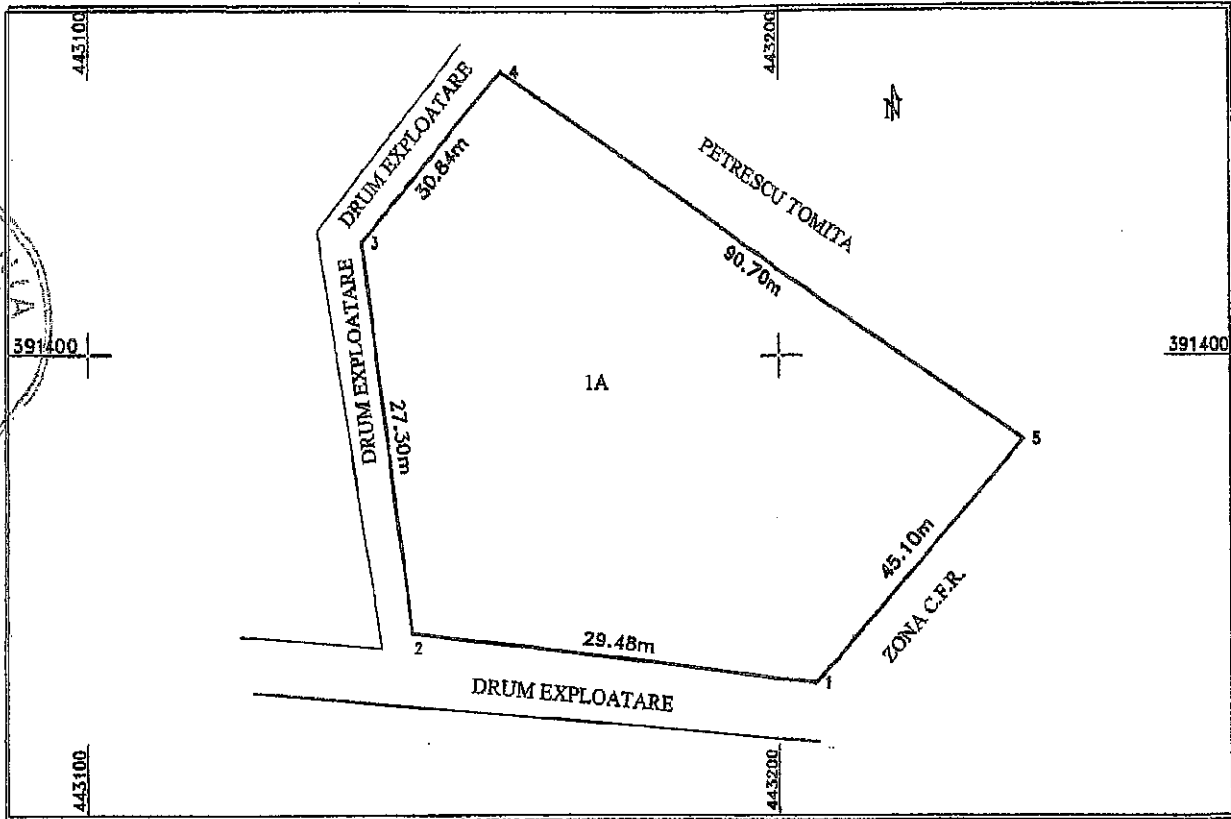 443100
443200
4
N
DRUM EXPLOATARE
30.84m
PETRESCU TOMITA
3
90.70m
DRUM EXPLOATARE
391400
391400
1A
27.30m
5
45.10m
ZONA C.F.R.
29.48m
2
1
DRUM EXPLOATARE
443100
443200